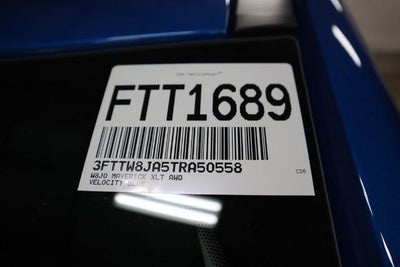 FTT1689
3FTTW8JA5TRA50558
W8JO MAVERICK XLT AWD
C26
VELOCITY BLUE